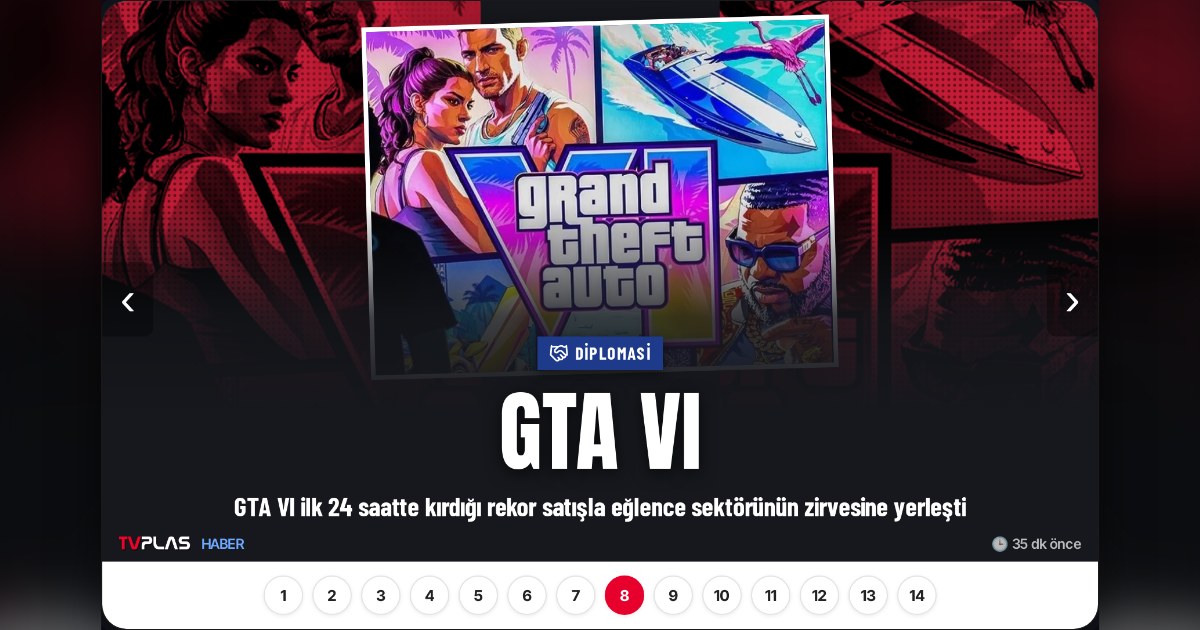 grand
theft
auto
VI
DİPLOMASİ
GTA VI
GTA VI ilk 24 saatte kırdığı rekor satışla eğlence sektörünün zirvesine yerleşti
TVPLAS HABER
35 dk önce
1 2 3 4 5 6 7 8 9 10 11 12 13 14